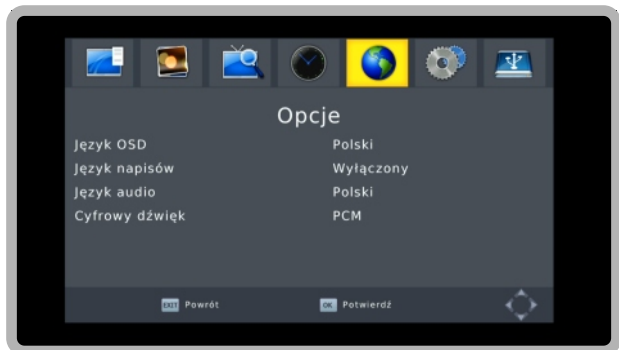 Opcje
Język OSD Polski
Język napisów Wyłączony
Język audio Polski
Cyfrowy dźwięk PCM
EXIT Powrót OK Potwierdź